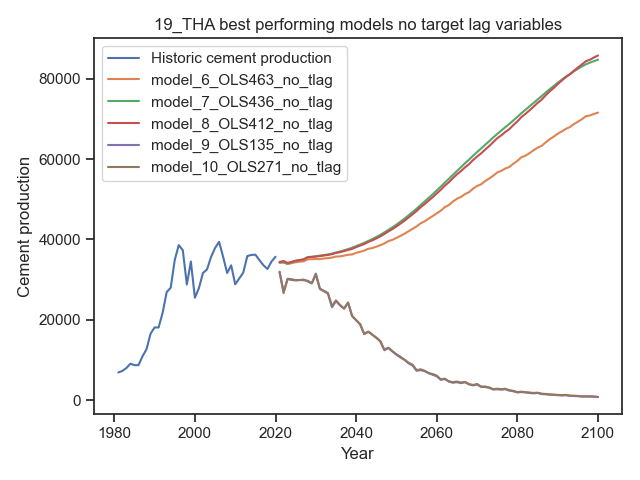 19_THA best performing models no target lag variables
Historic cement production
model_6_OLS463_no_tlag
model_7_OLS436_no_tlag
model_8_OLS412_no_tlag
model_9_OLS135_no_tlag
model_10_OLS271_no_tlag
Cement production
80000
60000
40000
20000
0
1980 2000 2020 2040 2060 2080 2100
Year